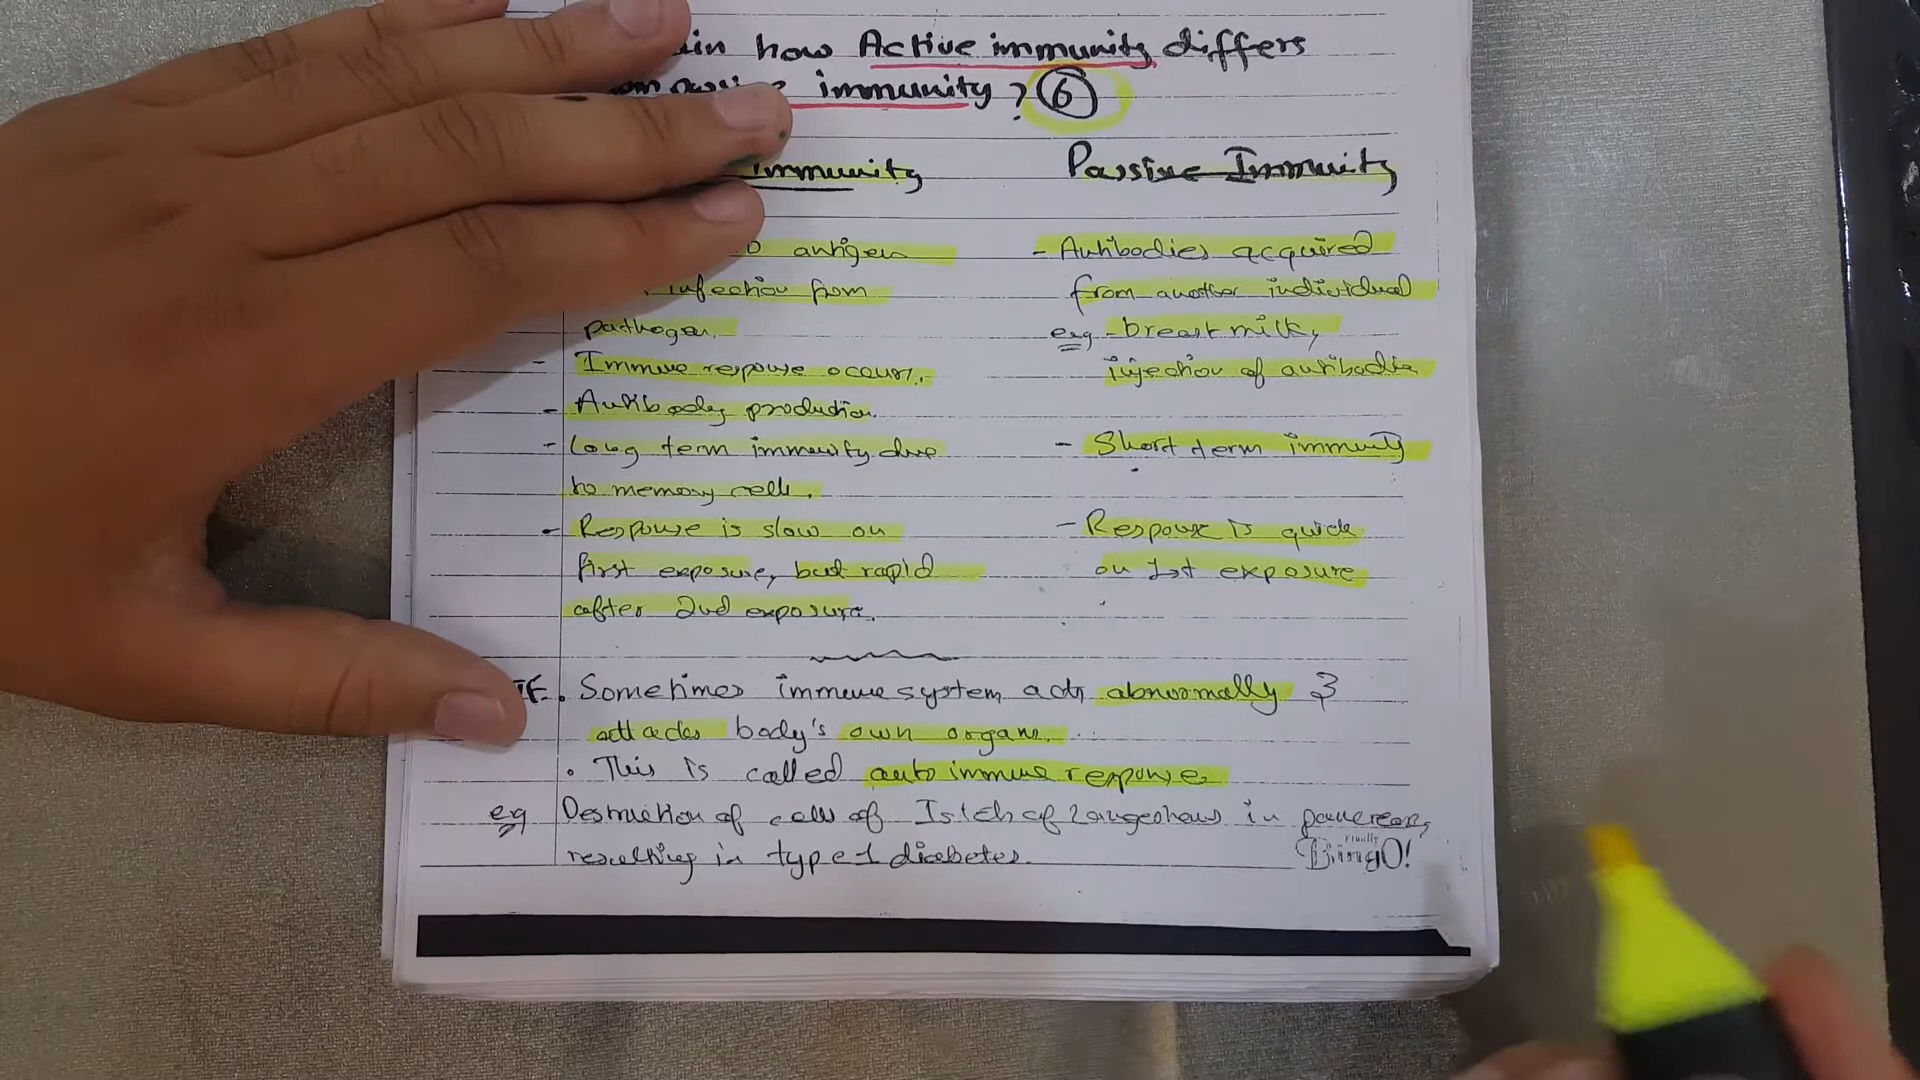 in how Active immunity differs
immunity? 6
immunity Passive Immunity
antigen - Antibodies acquired
infection from from another individual
pathogen. eg - breast milk,
- Immune response occurs. injection of antibodies
- Antibody production.
- long term immunity due - Short term immunity
to memory cells.
- Response is slow on - Response is quick
first exposure, but rapid on 1st exposure
after 2nd exposure.
. Sometimes immune system acts abnormally &
attacks body's own organs.
. This is called auto immune response.
eg Destruction of cells of Islets of Langerhans in pancreas,
resulting in type 1 diabetes.
Finally
BingO!